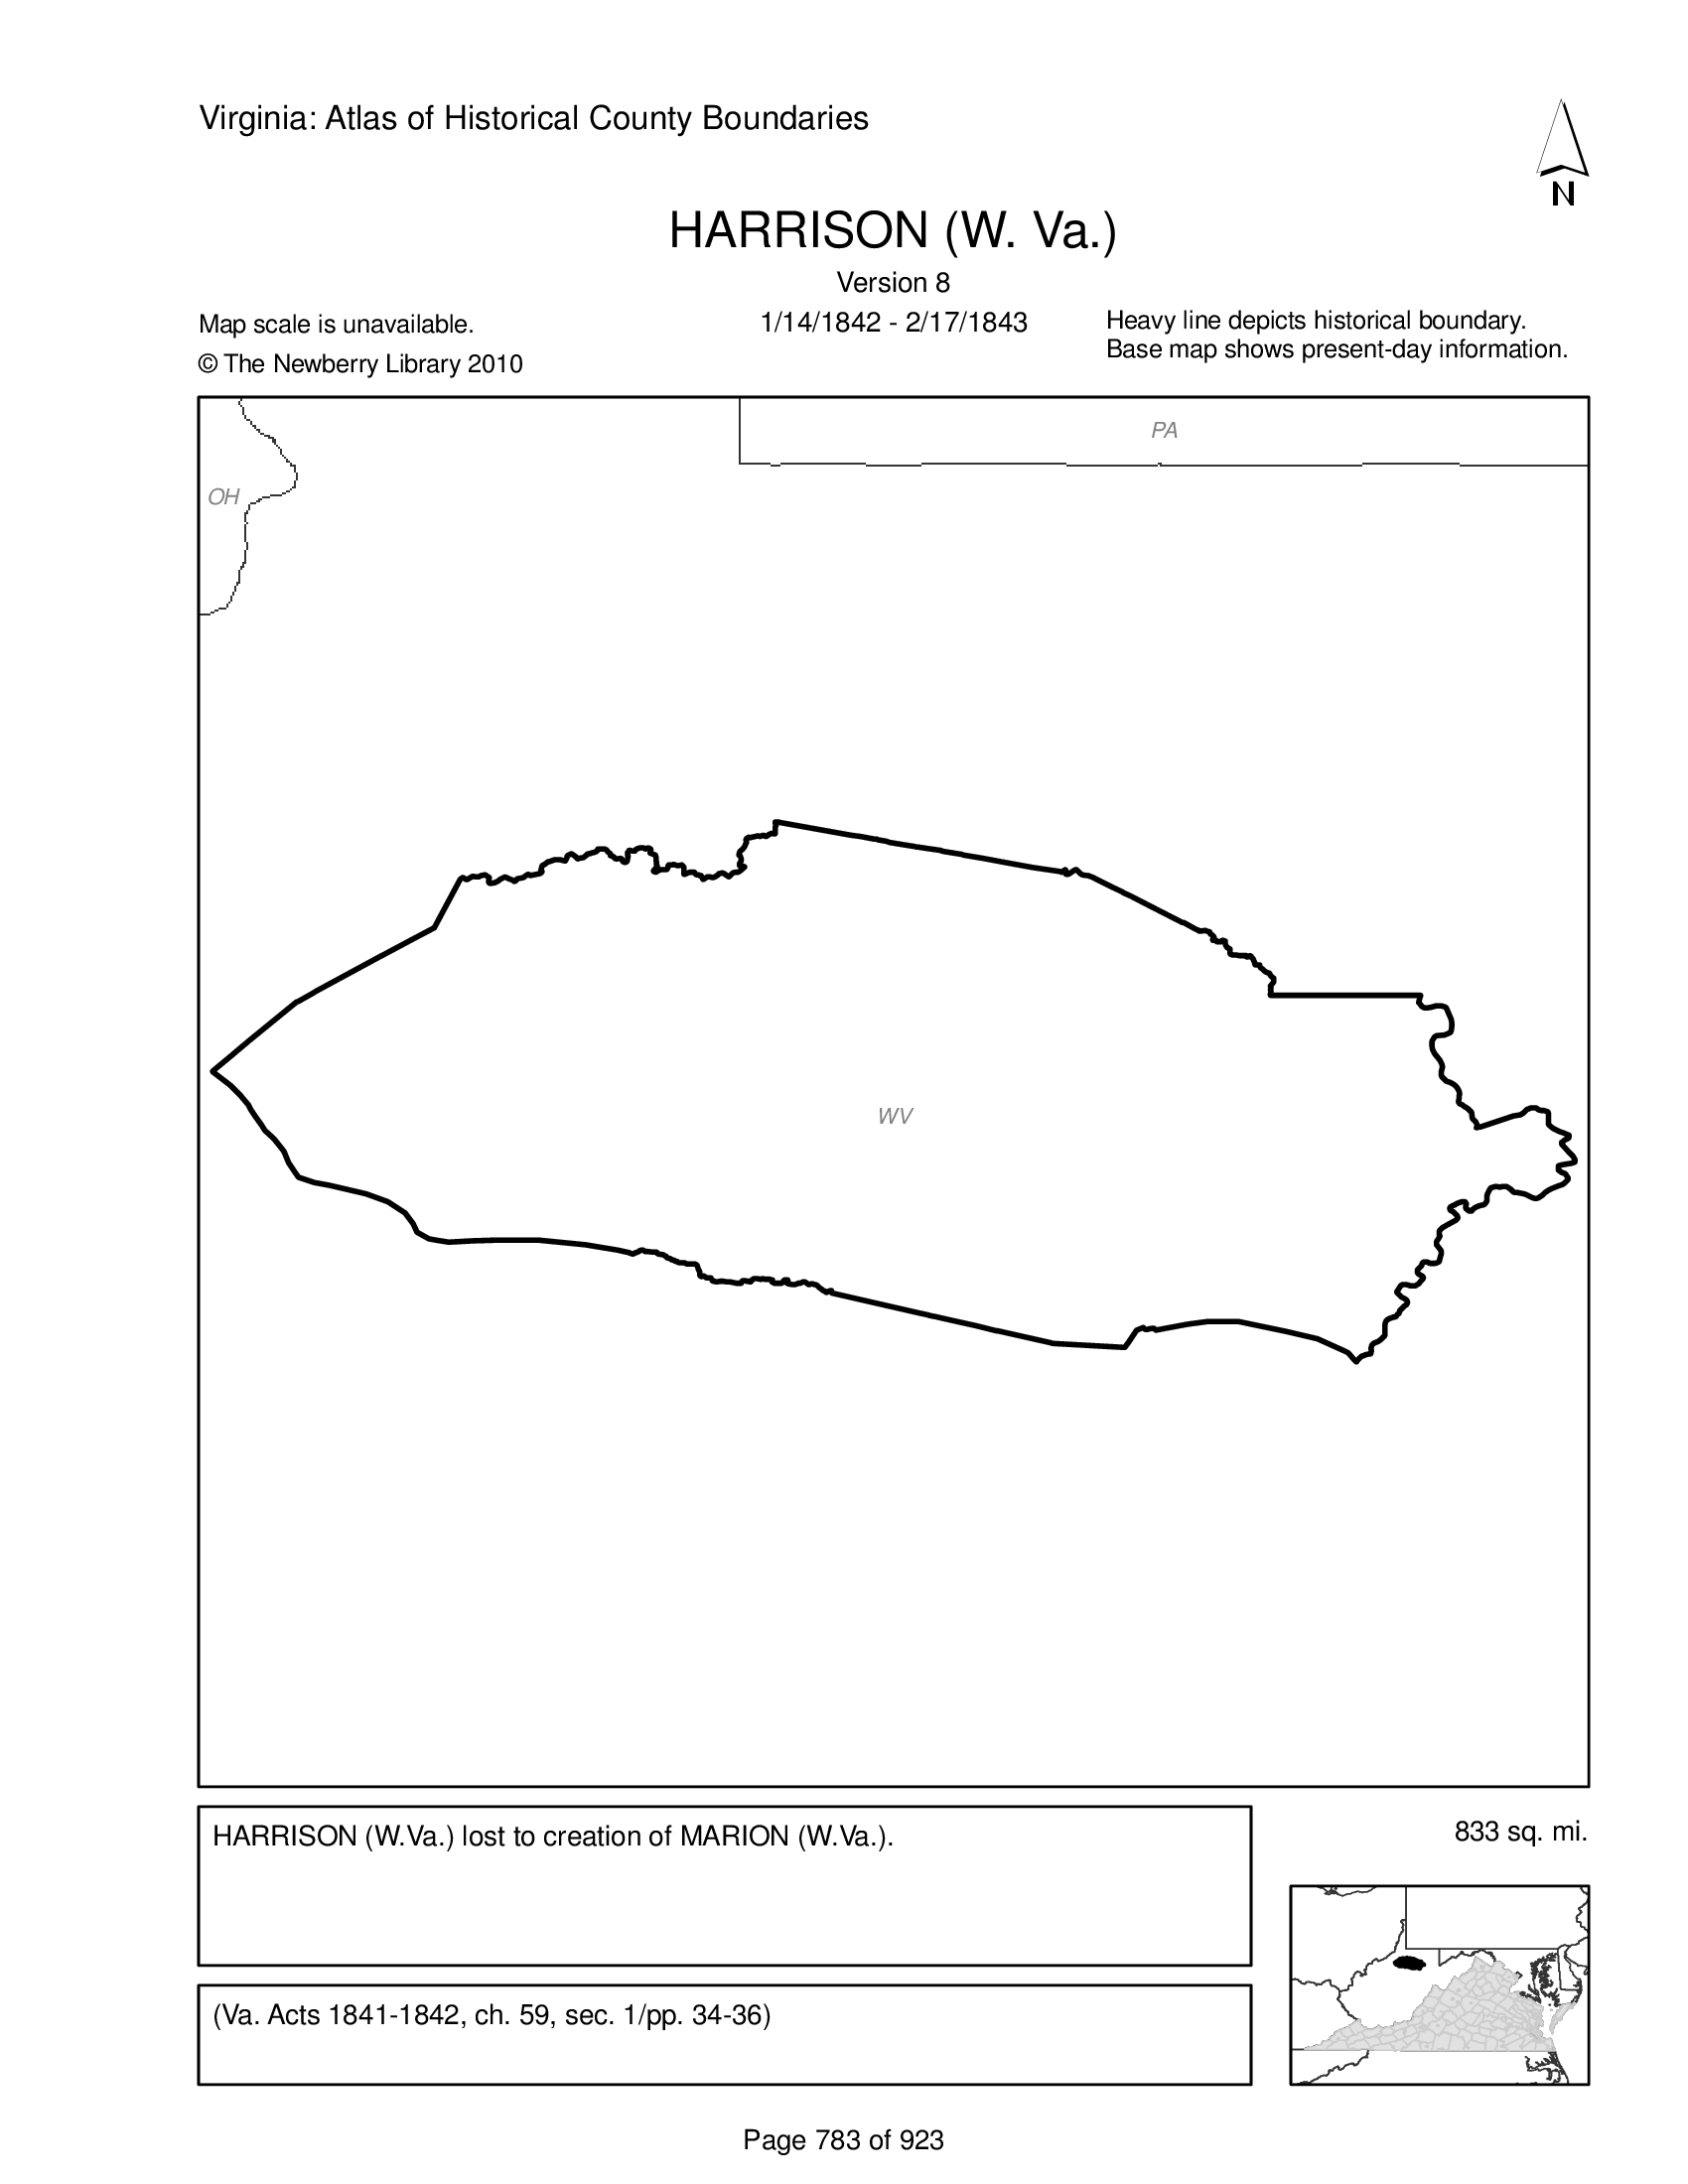 Virginia: Atlas of Historical County Boundaries
N
HARRISON (W. Va.)
Version 8
Map scale is unavailable.
1/14/1842 - 2/17/1843
Heavy line depicts historical boundary.
Base map shows present-day information.
© The Newberry Library 2010
PA
OH
WV
HARRISON (W.Va.) lost to creation of MARION (W.Va.).
833 sq. mi.
(Va. Acts 1841-1842, ch. 59, sec. 1/pp. 34-36)
Page 783 of 923